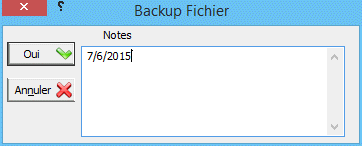 ؟ Backup Fichier
Notes
Oui
7/6/2015
Annuler